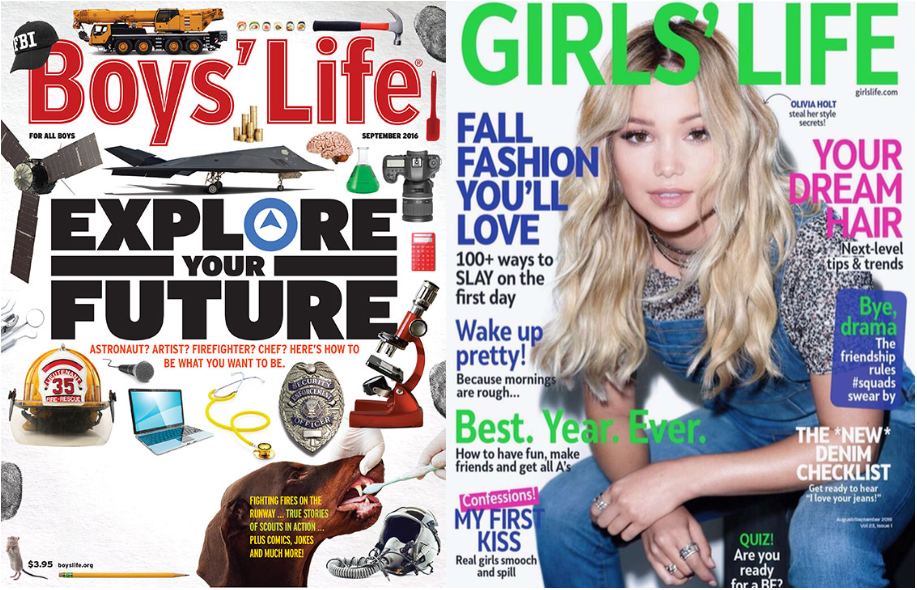 FBI
Boys' Life®
FOR ALL BOYS
SEPTEMBER 2016
EXPLORE
YOUR
FUTURE
ASTRONAUT? ARTIST? FIREFIGHTER? CHEF? HERE'S HOW TO
BE WHAT YOU WANT TO BE.
LIEUTENANT
35
FIRE-RESCUE
SECURITY
ENFORCEMENT
OFFICER
FIGHTING FIRES ON THE
RUNWAY ... TRUE STORIES
OF SCOUTS IN ACTION ...
PLUS COMICS, JOKES
AND MUCH MORE!
$3.95 boyslife.org
GIRLS' LIFE
girlslife.com
OLIVIA HOLT
steal her style
secrets!
FALL
FASHION
YOU'LL
LOVE
100+ ways to
SLAY on the
first day
Wake up
pretty!
Because mornings
are rough...
Best. Year. Ever.
How to have fun, make
friends and get all A's
Confessions!
MY FIRST
KISS
Real girls smooch
and spill
YOUR
DREAM
HAIR
Next-level
tips & trends
Bye,
drama
The
friendship
rules
#squads
swear by
THE *NEW*
DENIM
CHECKLIST
Get ready to hear
"I love your jeans!"
August/September 2016
Vol 23, Issue 1
QUIZ!
Are you
ready
for a BF?